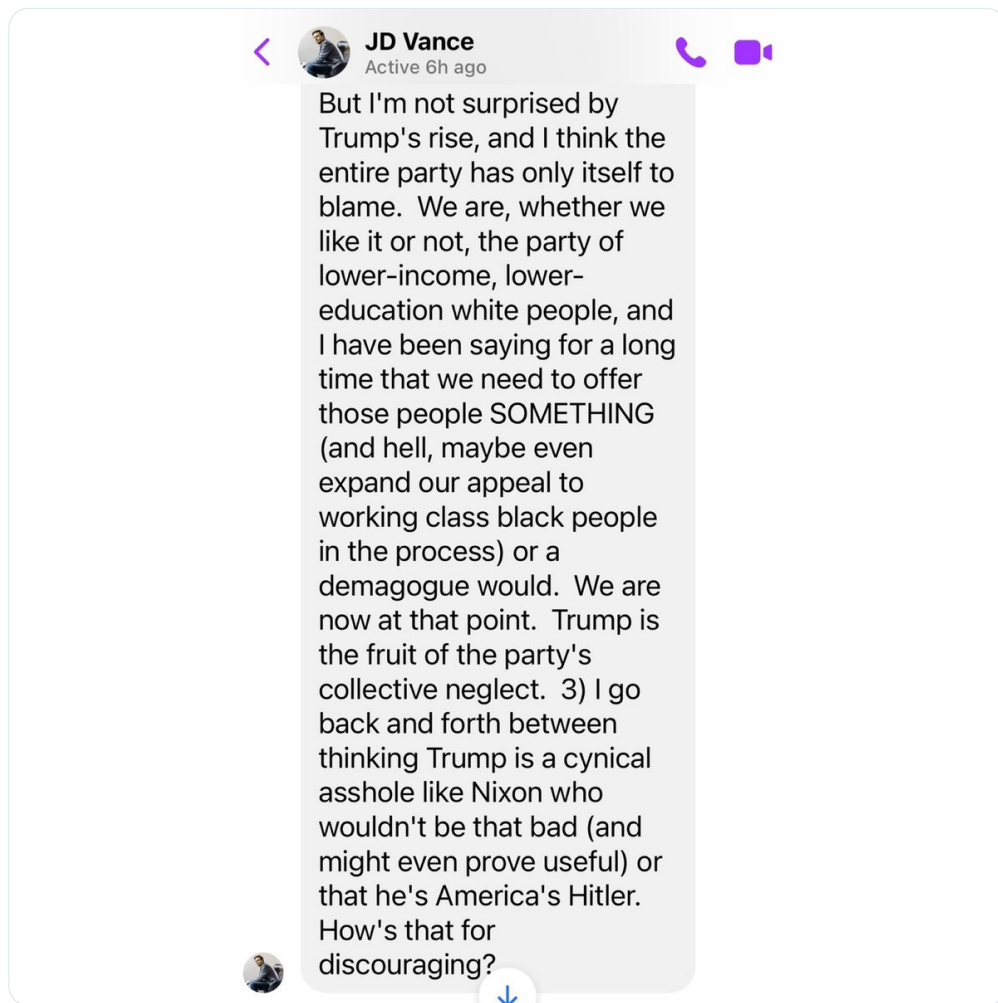 JD Vance
Active 6h ago
But I'm not surprised by
Trump's rise, and I think the
entire party has only itself to
blame.  We are, whether we
like it or not, the party of
lower-income, lower-
education white people, and
I have been saying for a long
time that we need to offer
those people SOMETHING
(and hell, maybe even
expand our appeal to
working class black people
in the process) or a
demagogue would.  We are
now at that point.  Trump is
the fruit of the party's
collective neglect.  3) I go
back and forth between
thinking Trump is a cynical
asshole like Nixon who
wouldn't be that bad (and
might even prove useful) or
that he's America's Hitler.
How's that for
discouraging?